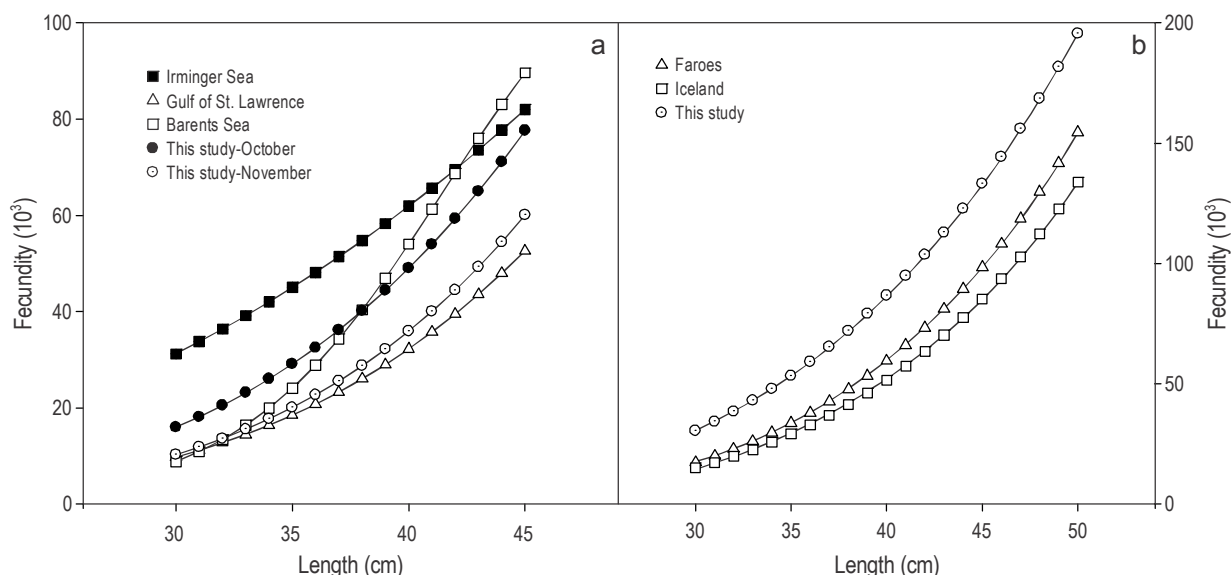 100
80
60
40
20
0
Fecundity (10³)
a
Irminger Sea
Gulf of St. Lawrence
Barents Sea
This study-October
This study-November
30
35
40
45
Length (cm)
b
Faroes
Iceland
This study
30
35
40
45
50
Length (cm)
200
150
100
50
0
Fecundity (10³)